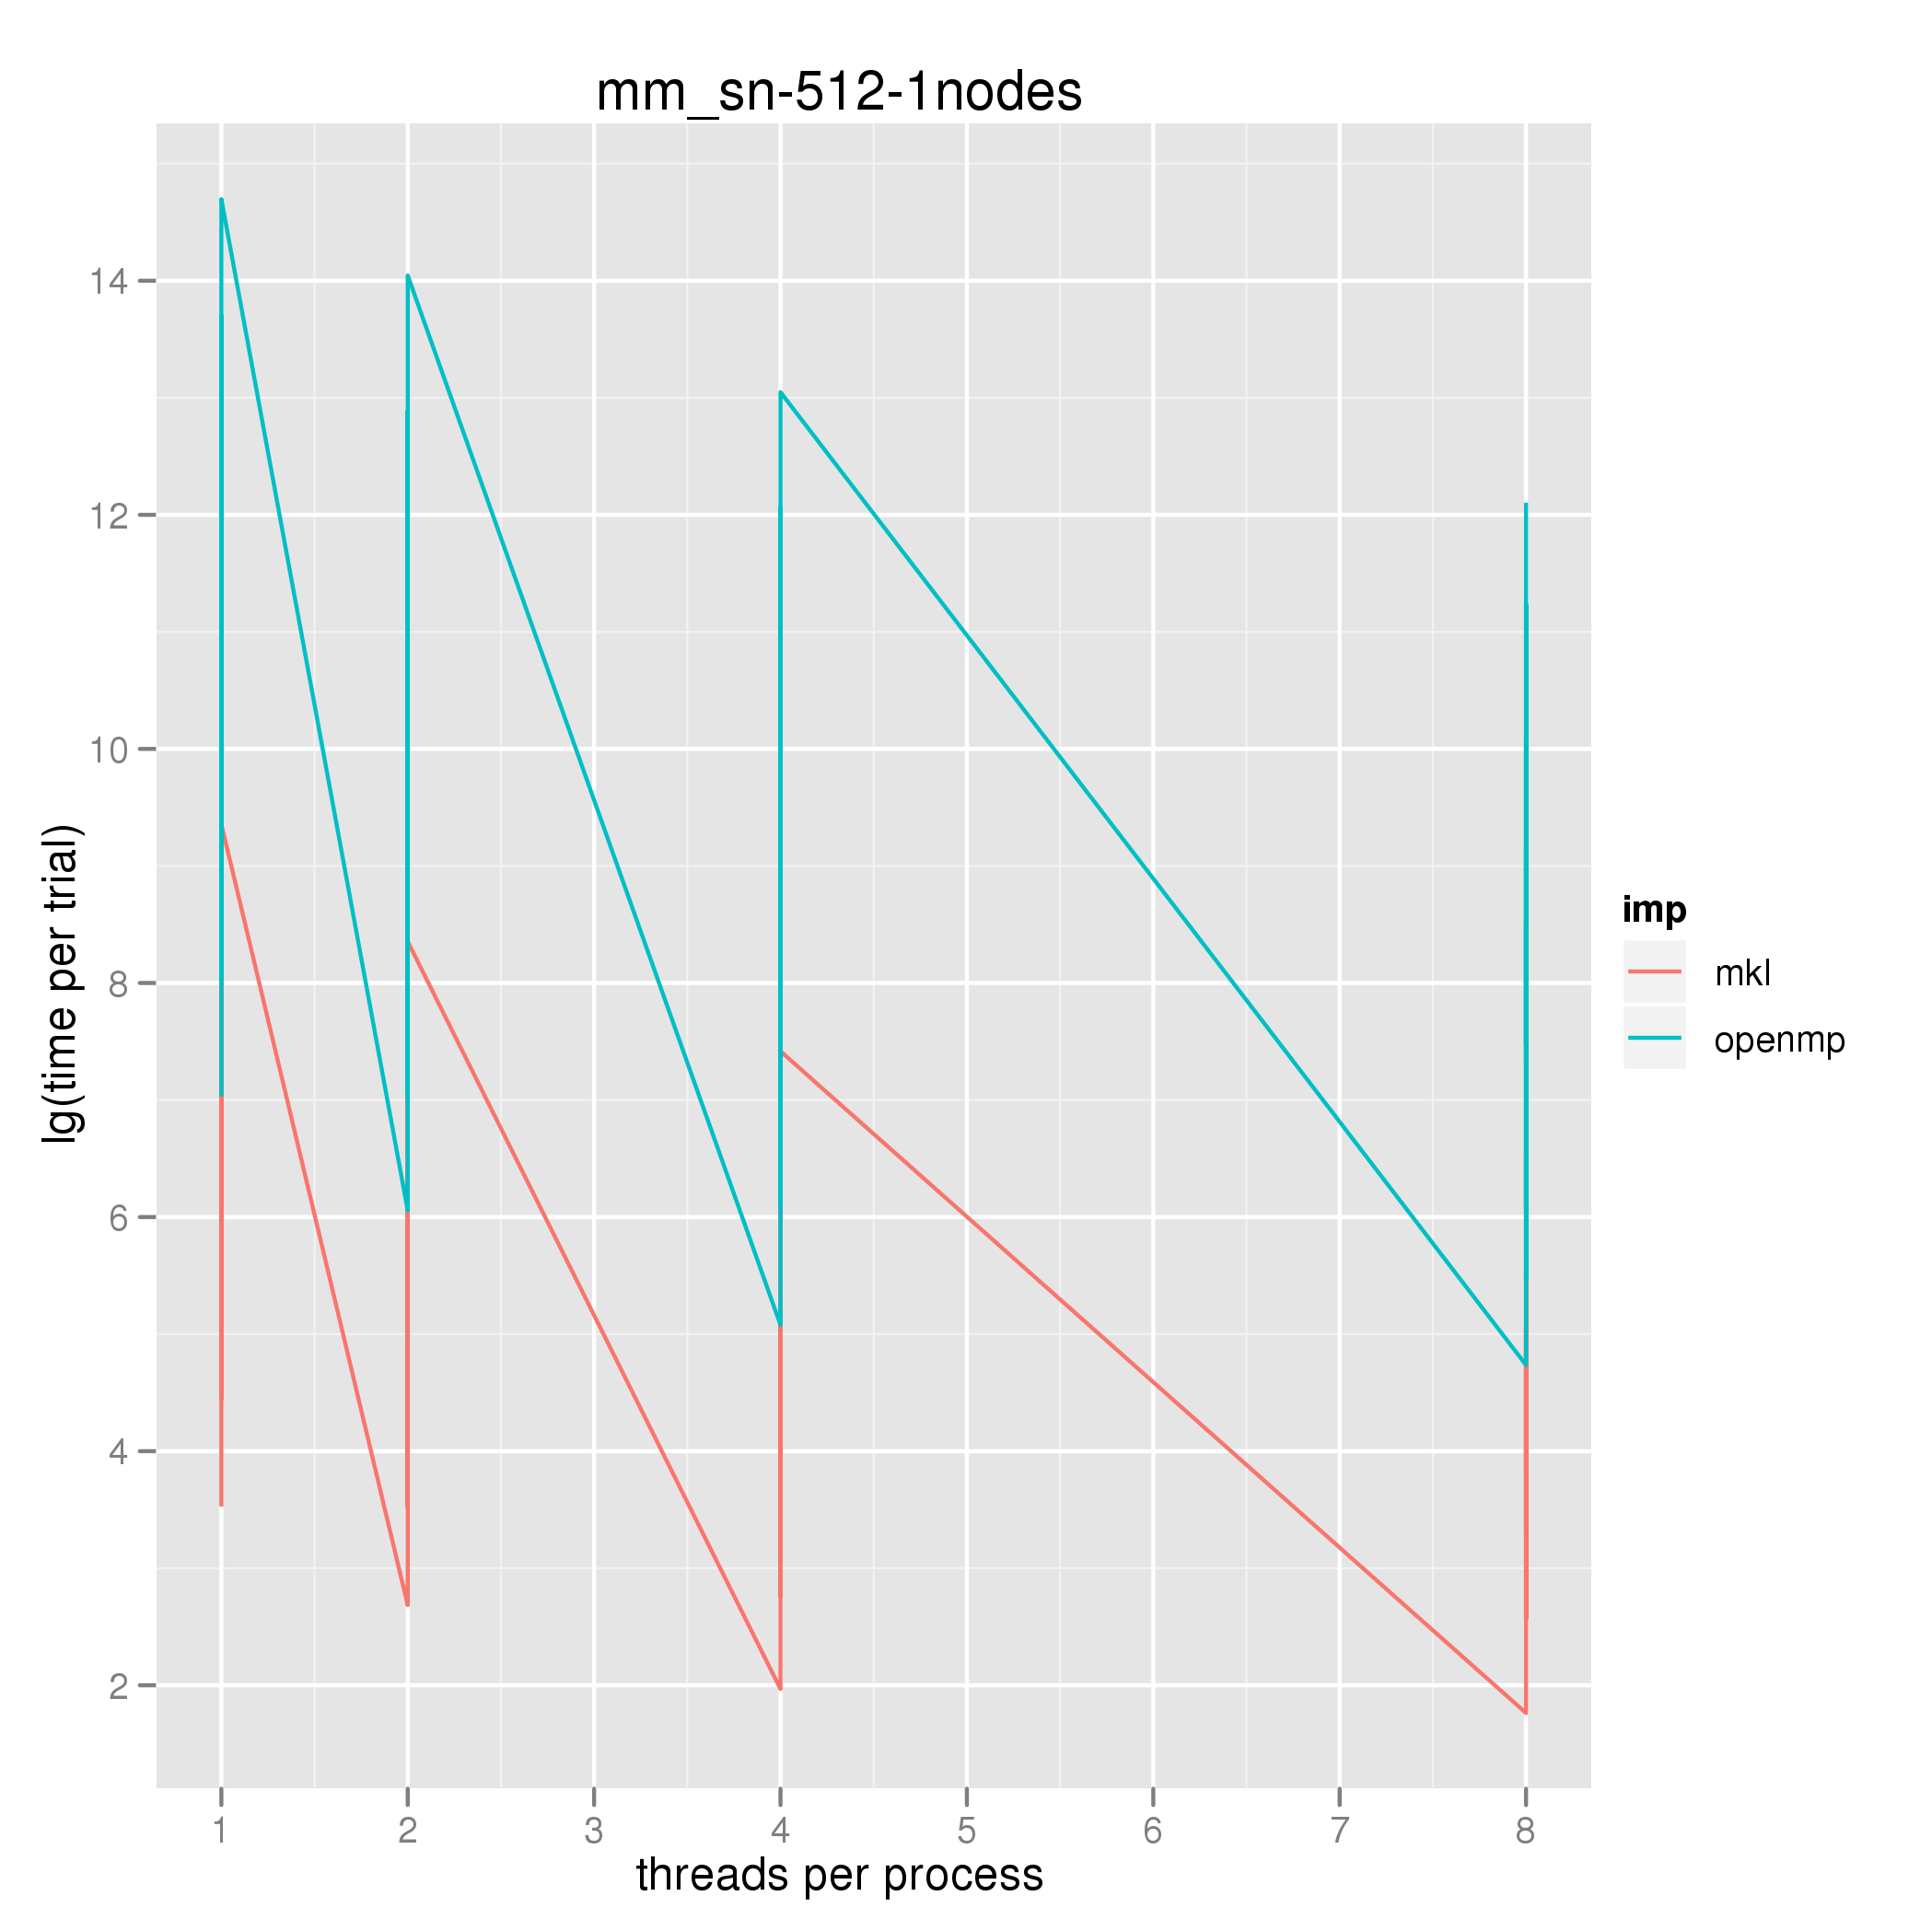 mm_sn-512-1nodes
lg(time per trial)
14
12
10
8
6
4
2
1 2 3 4 5 6 7 8
threads per process
imp
mkl
openmp